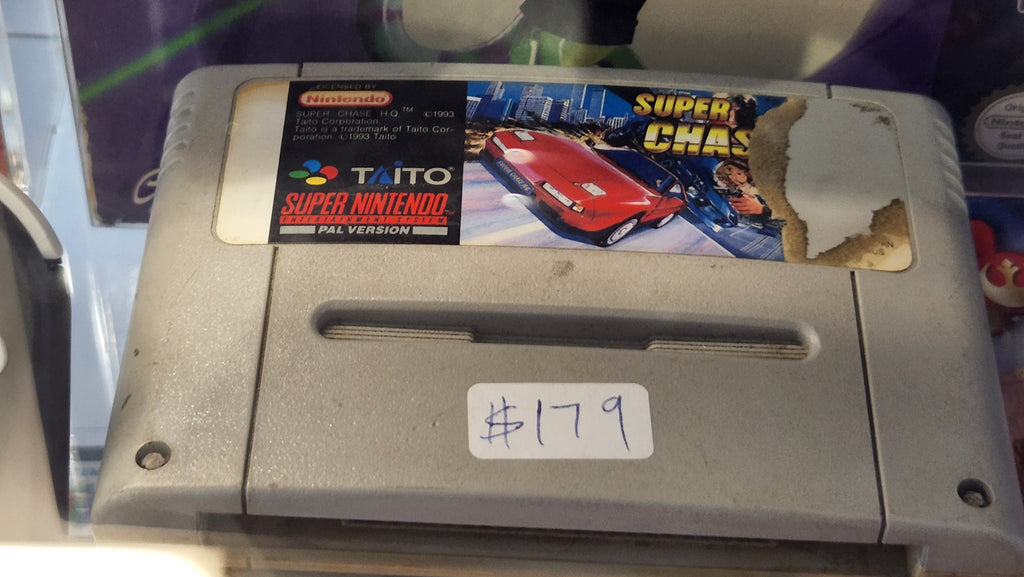 LICENSED BY
Nintendo
SUPER CHASE H.Q.™ ©1993
Taito Corporation.
Taito is a trademark of Taito Cor-
poration. ©1993 Taito
TAITO®
SUPER NINTENDO™
ENTERTAINMENT SYSTEM
PAL VERSION
SUPER
CHAS
$179